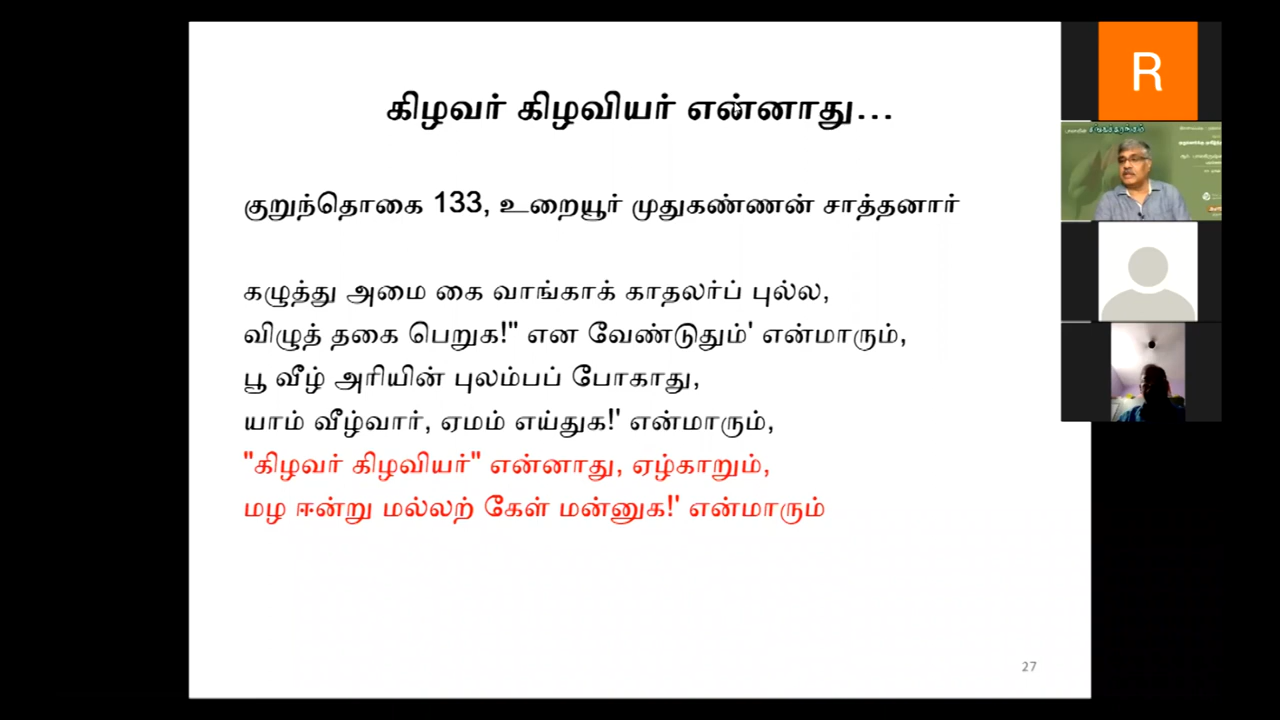 கிழவர் கிழவியர் என்னாது...
குறுந்தொகை 133, உறையூர் முதுகண்ணன் சாத்தனார்
கழுத்து அமை கை வாங்காக் காதலர்ப் புல்ல,
விழுத் தகை பெறுக!" என வேண்டுதும்' என்மாரும்,
பூ வீழ் அரியின் புலம்பப் போகாது,
யாம் வீழ்வார், ஏமம் எய்துக!' என்மாரும்,
"கிழவர் கிழவியர்" என்னாது, ஏழ்காறும்,
மழ ஈன்று மல்லற் கேள் மன்னுக!' என்மாரும்
27
R